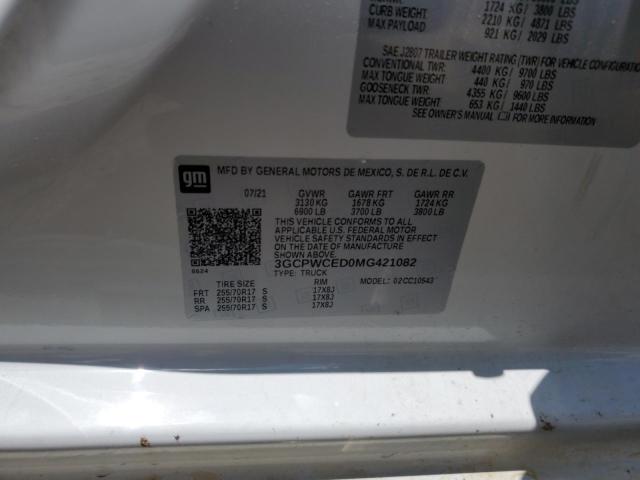 1724 KG / 3800 LBS
CURB WEIGHT 2210 KG / 4871 LBS
MAX PAYLOAD 921 KG / 2029 LBS
SAE J2807 TRAILER WEIGHT RATING (TWR) FOR VEHICLE CONFIGURATION
CONVENTIONAL TWR: 4400 KG / 9700 LBS
MAX TONGUE WEIGHT: 440 KG / 970 LBS
GOOSENECK TWR: 4355 KG / 9600 LBS
MAX TONGUE WEIGHT: 653 KG / 1440 LBS
SEE OWNER'S MANUAL FOR
gm MFD BY GENERAL MOTORS DE MEXICO, S. DE R.L. DE C.V.
07/21 GVWR GAWR FRT GAWR RR
3130 KG 1678 KG 1724 KG
6900 LB 3700 LB 3800 LB
THIS VEHICLE CONFORMS TO ALL
APPLICABLE U.S. FEDERAL MOTOR
VEHICLE SAFETY STANDARDS IN EFFECT
ON THE DATE OF MANUFACTURE SHOWN ABOVE.
3GCPWCED0MG421082
8624 TYPE: TRUCK
TIRE SIZE RIM MODEL: 02CC10543
FRT 255/70R17 S 17X8J
RR 255/70R17 S 17X8J
SPA 255/70R17 S 17X8J